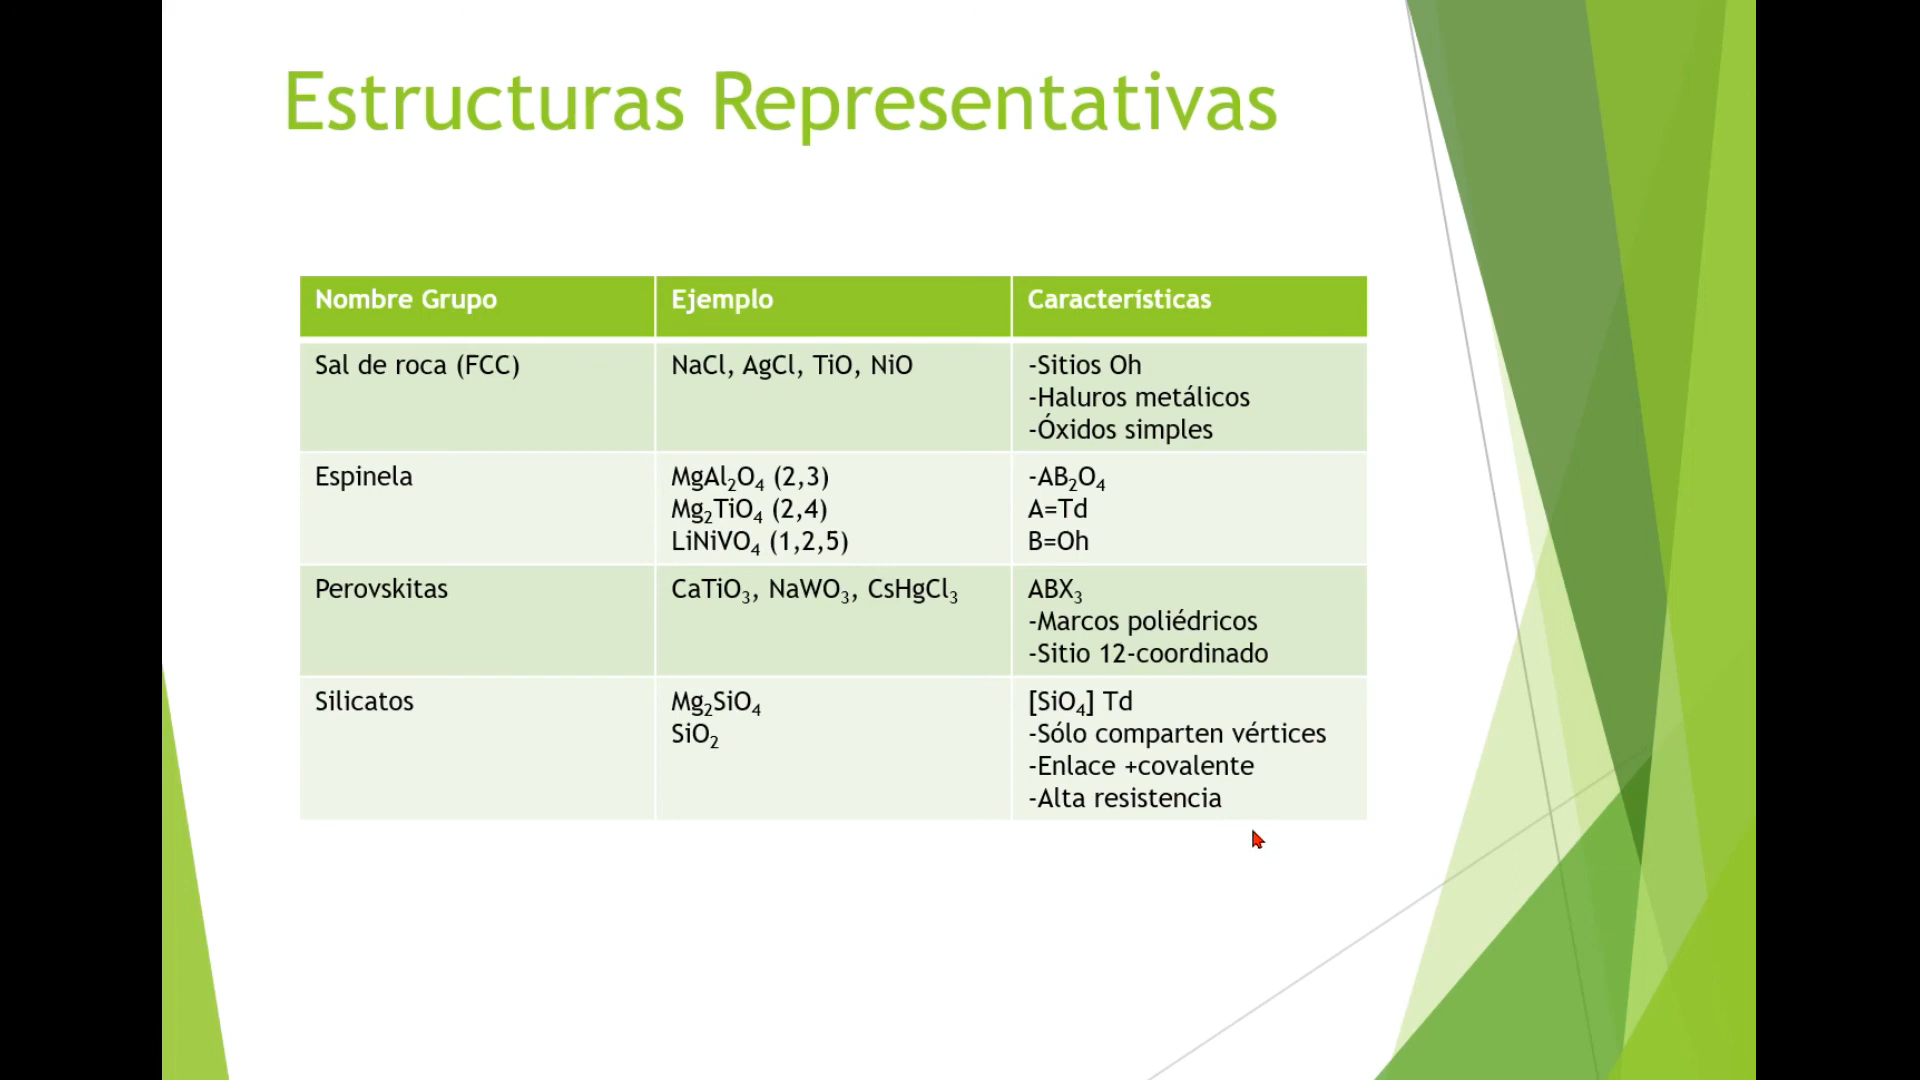 Estructuras Representativas
Nombre Grupo
Ejemplo
Características
Sal de roca (FCC)
NaCl, AgCl, TiO, NiO
-Sitios Oh
-Haluros metálicos
-Óxidos simples
Espinela
MgAl₂O₄ (2,3)
Mg₂TiO₄ (2,4)
LiNiVO₄ (1,2,5)
-AB₂O₄
A=Td
B=Oh
Perovskitas
CaTiO₃, NaWO₃, CsHgCl₃
ABX₃
-Marcos poliédricos
-Sitio 12-coordinado
Silicatos
Mg₂SiO₄
SiO₂
[SiO₄] Td
-Sólo comparten vértices
-Enlace +covalente
-Alta resistencia